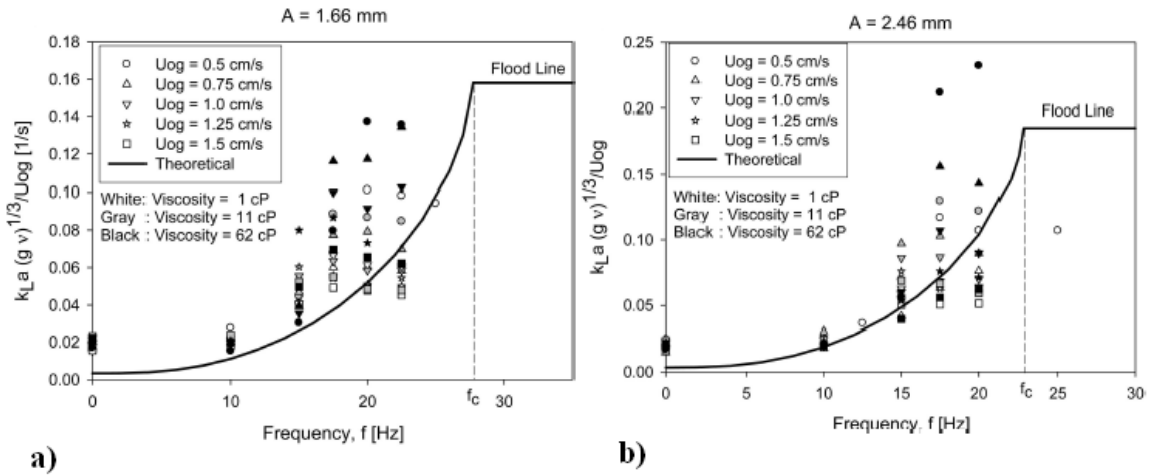 A = 1.66 mm
0.18
0.16
0.14
0.12
0.10
0.08
0.06
0.04
0.02
0.00
kLa (g ν)1/3/Uog [1/s]
Uog = 0.5 cm/s
Uog = 0.75 cm/s
Uog = 1.0 cm/s
Uog = 1.25 cm/s
Uog = 1.5 cm/s
Theoretical
White: Viscosity = 1 cP
Gray : Viscosity = 11 cP
Black : Viscosity = 62 cP
Flood Line
0 10 20 fc 30
Frequency, f [Hz]
a)
A = 2.46 mm
0.25
0.20
0.15
0.10
0.05
0.00
kLa (g ν)1/3/Uog
Uog = 0.5 cm/s
Uog = 0.75 cm/s
Uog = 1.0 cm/s
Uog = 1.25 cm/s
Uog = 1.5 cm/s
Theoretical
White: Viscosity = 1 cP
Gray : Viscosity = 11 cP
Black : Viscosity = 62 cP
Flood Line
0 5 10 15 20 fc 25 30
Frequency, f [Hz]
b)